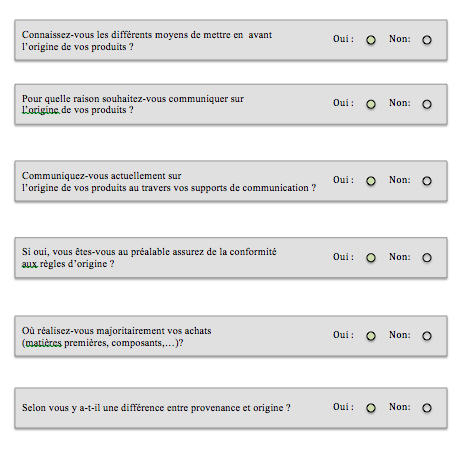 Connaissez-vous les différents moyens de mettre en avant
l'origine de vos produits ?
Oui : Non:
Pour quelle raison souhaitez-vous communiquer sur
L'origine de vos produits ?
Oui : Non:
Communiquez-vous actuellement sur
l'origine de vos produits au travers vos supports de communication ?
Oui : Non:
Si oui, vous êtes-vous au préalable assurez de la conformité
aux règles d'origine ?
Oui : Non:
Où réalisez-vous majoritairement vos achats
(matières premières, composants,…)?
Oui : Non:
Selon vous y a-t-il une différence entre provenance et origine ?
Oui : Non: